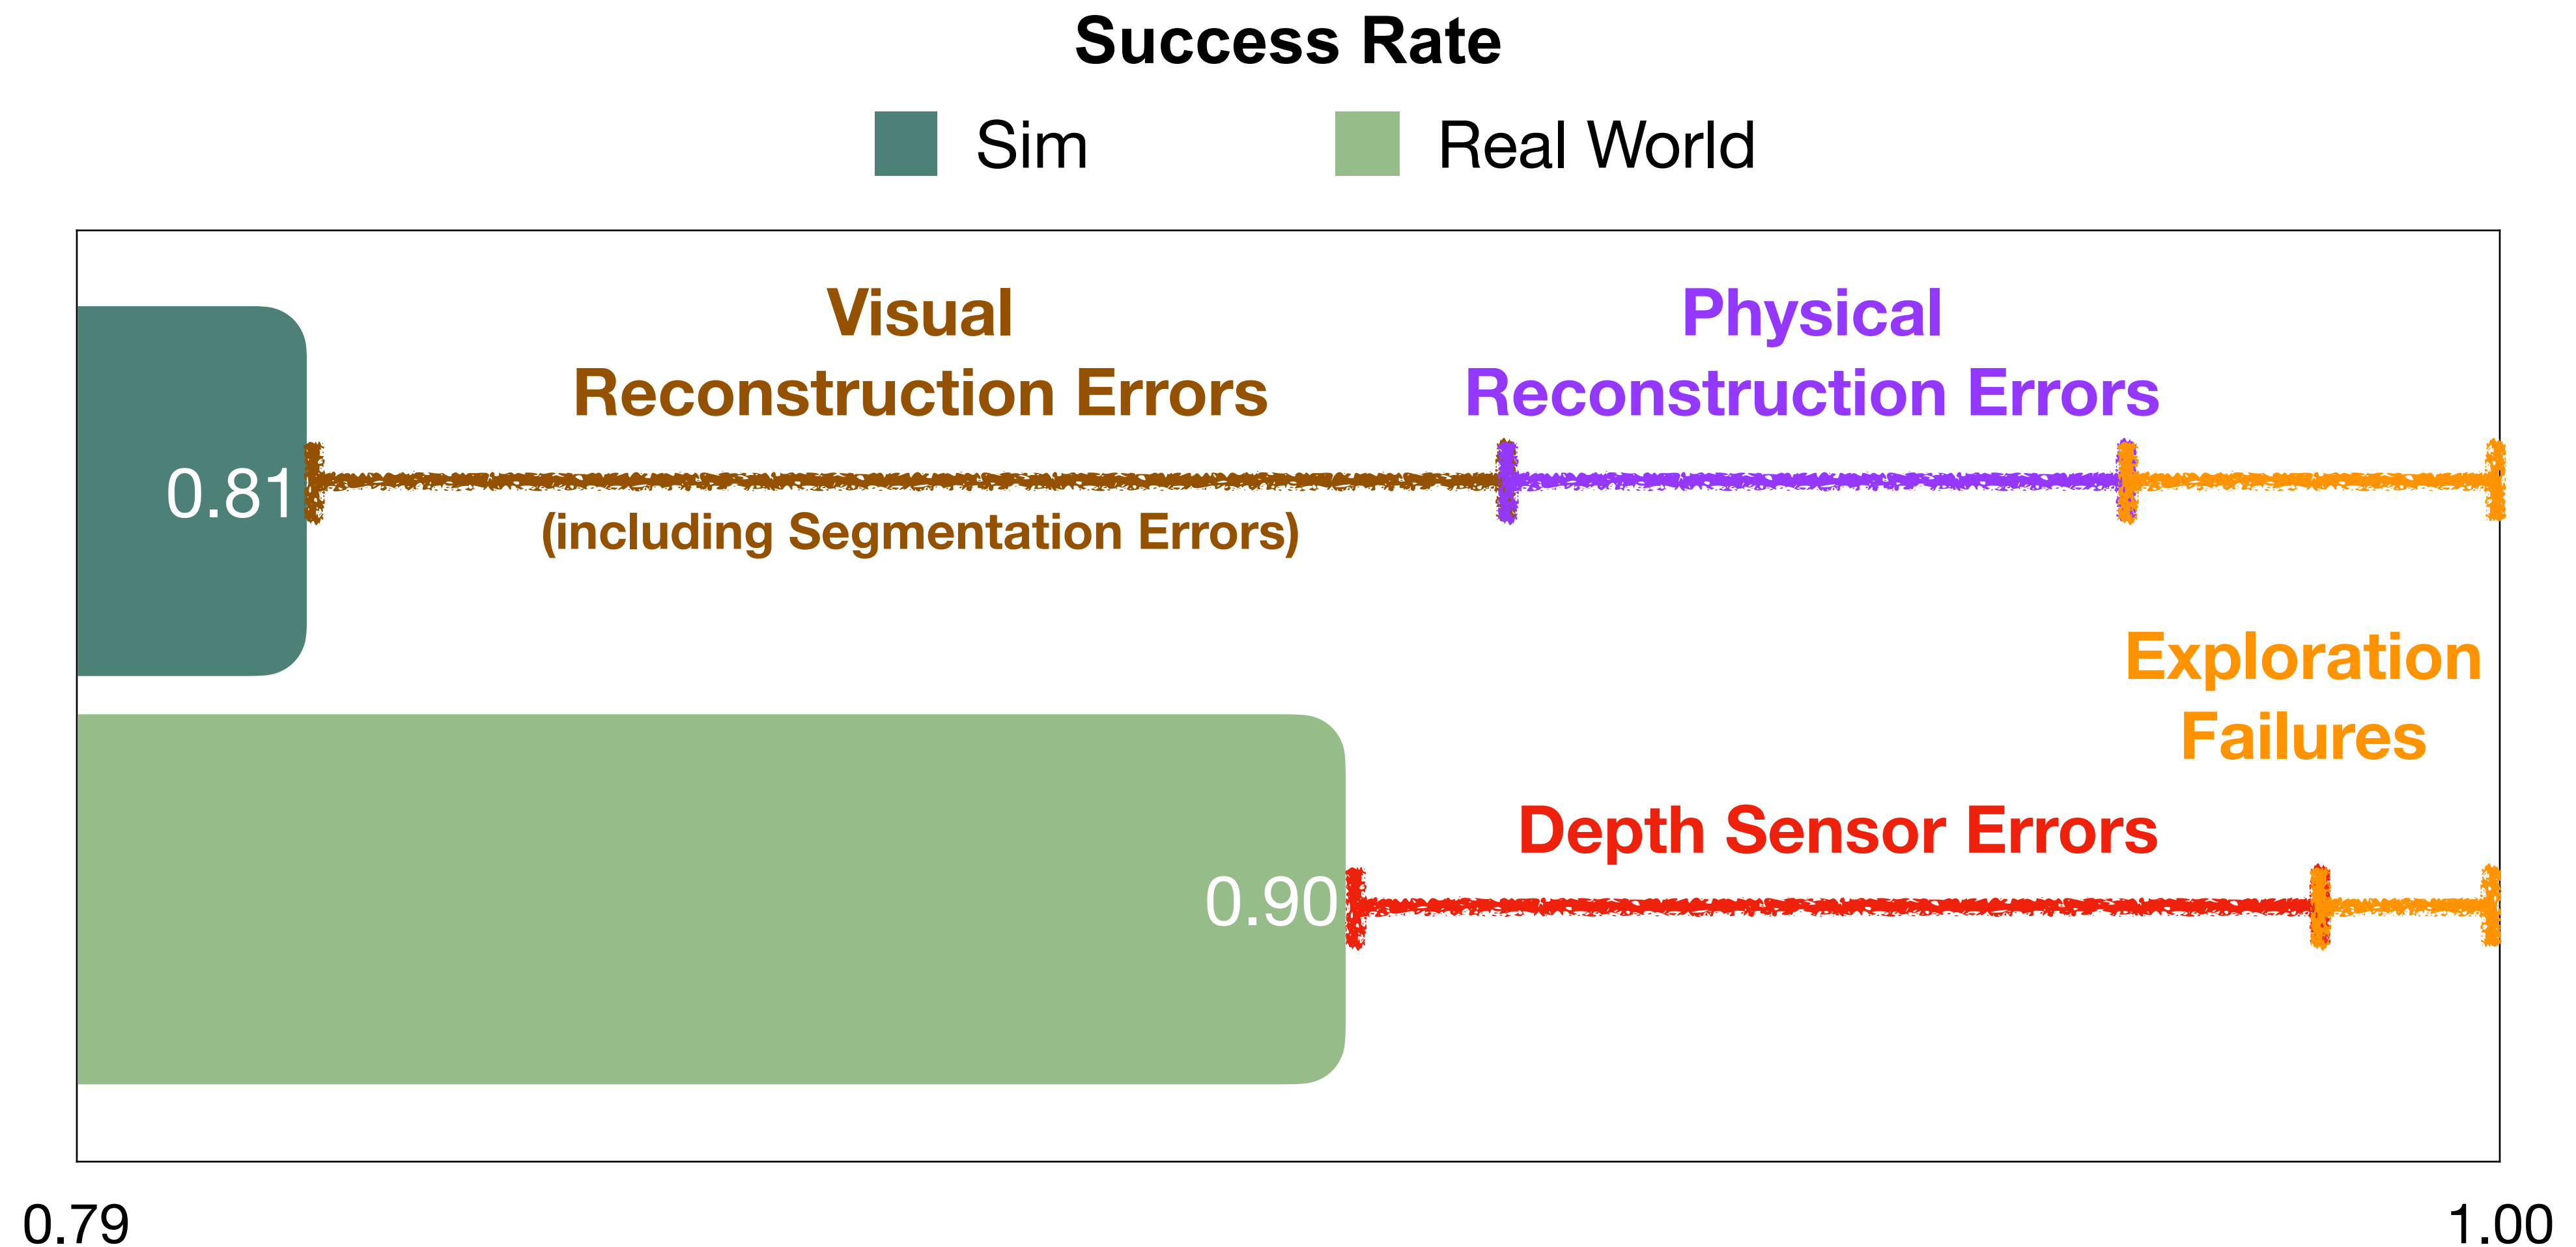 Success Rate
Sim
Real World
Visual
Reconstruction Errors
(including Segmentation Errors)
Physical
Reconstruction Errors
0.81
Exploration
Failures
Depth Sensor Errors
0.90
0.79
1.00